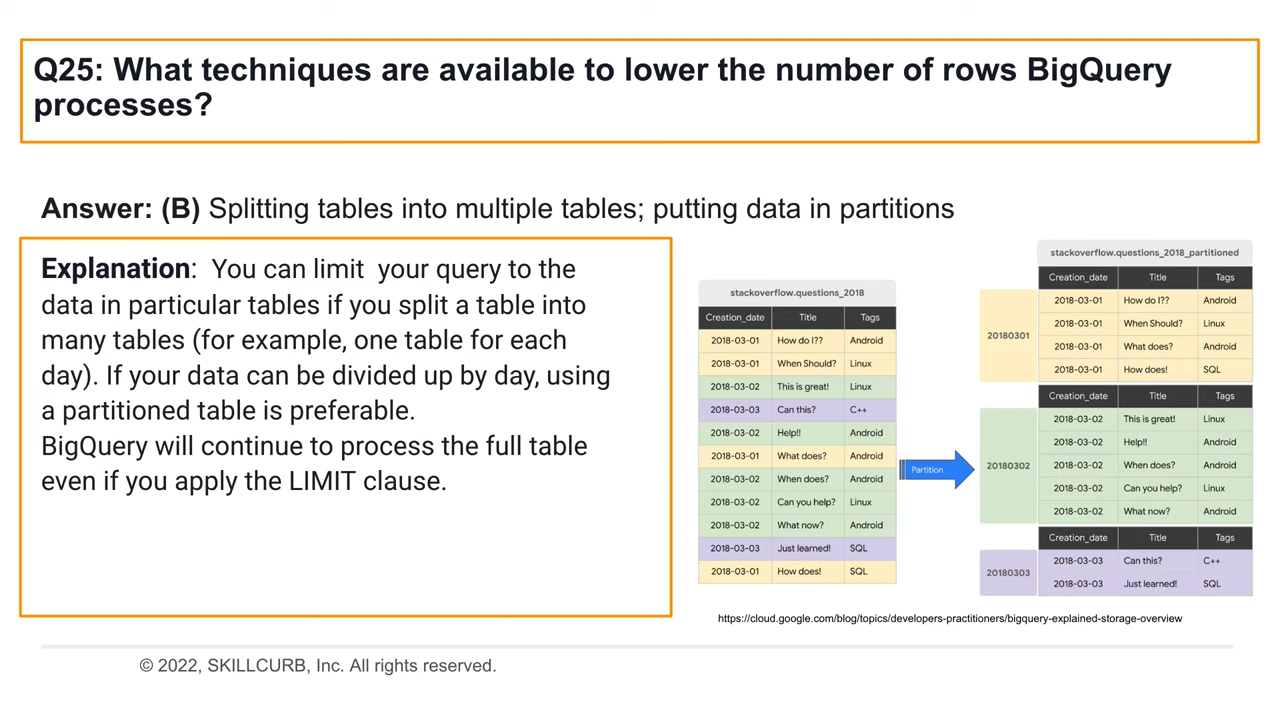 Q25: What techniques are available to lower the number of rows BigQuery
processes?
Answer: (B) Splitting tables into multiple tables; putting data in partitions
Explanation:  You can limit  your query to the
data in particular tables if you split a table into
many tables (for example, one table for each
day). If your data can be divided up by day, using
a partitioned table is preferable.
BigQuery will continue to process the full table
even if you apply the LIMIT clause.
stackoverflow.questions_2018
Creation_date Title Tags
2018-03-01 How do I?? Android
2018-03-01 When Should? Linux
2018-03-02 This is great! Linux
2018-03-03 Can this? C++
2018-03-02 Help!! Android
2018-03-01 What does? Android
2018-03-02 When does? Android
2018-03-02 Can you help? Linux
2018-03-02 What now? Android
2018-03-03 Just learned! SQL
2018-03-01 How does! SQL
Partition
stackoverflow.questions_2018_partitioned
Creation_date Title Tags
20180301
2018-03-01 How do I?? Android
2018-03-01 When Should? Linux
2018-03-01 What does? Android
2018-03-01 How does! SQL
Creation_date Title Tags
20180302
2018-03-02 This is great! Linux
2018-03-02 Help!! Android
2018-03-02 When does? Android
2018-03-02 Can you help? Linux
2018-03-02 What now? Android
Creation_date Title Tags
20180303
2018-03-03 Can this? C++
2018-03-03 Just learned! SQL
https://cloud.google.com/blog/topics/developers-practitioners/bigquery-explained-storage-overview
© 2022, SKILLCURB, Inc. All rights reserved.